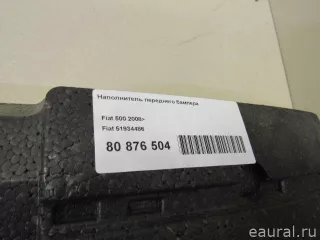 Наполнитель переднего бампера
Fiat 500 2008>
Fiat 51934486
80 876 504
eaural.ru